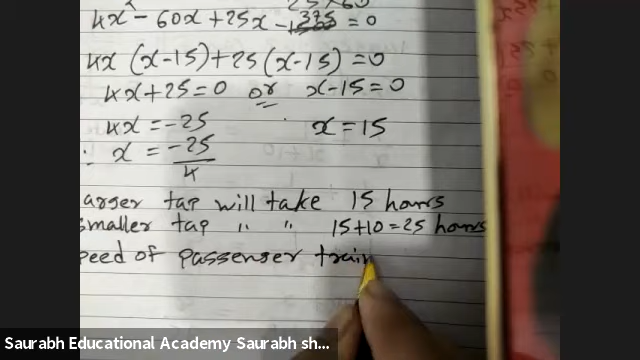 4x² - 60x + 25x - 375 = 0
4x (x-15) + 25 (x-15) = 0
4x + 25 = 0 or x - 15 = 0
4x = -25 x = 15
x = -25/4
arger tap will take 15 hours
smaller tap " " 15+10=25 hours
peed of passenger train
Saurabh Educational Academy Saurabh sh...